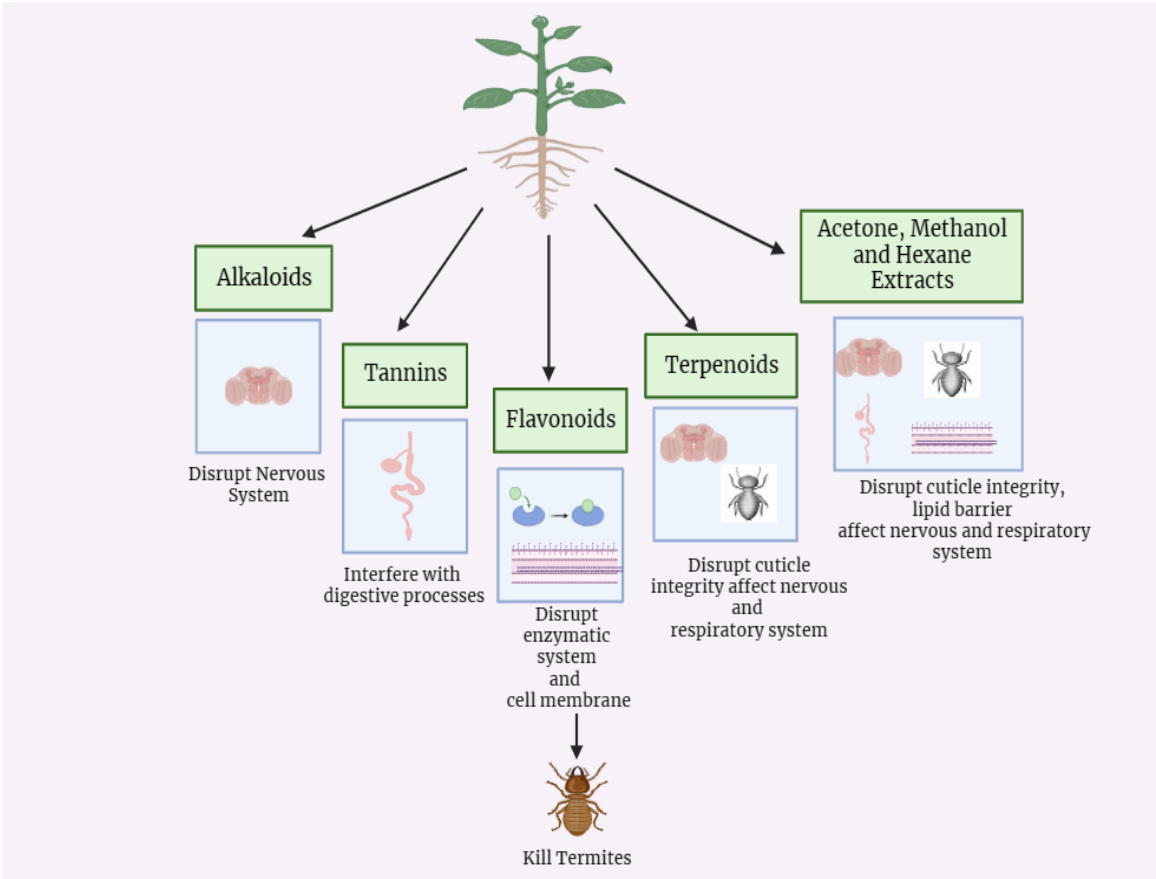 Alkaloids
Disrupt Nervous
System
Tannins
Interfere with
digestive processes
Flavonoids
Disrupt
enzymatic
system
and
cell membrane
Terpenoids
Disrupt cuticle
integrity affect nervous
and
respiratory system
Acetone, Methanol
and Hexane
Extracts
Disrupt cuticle integrity,
lipid barrier
affect nervous and respiratory
system
Kill Termites